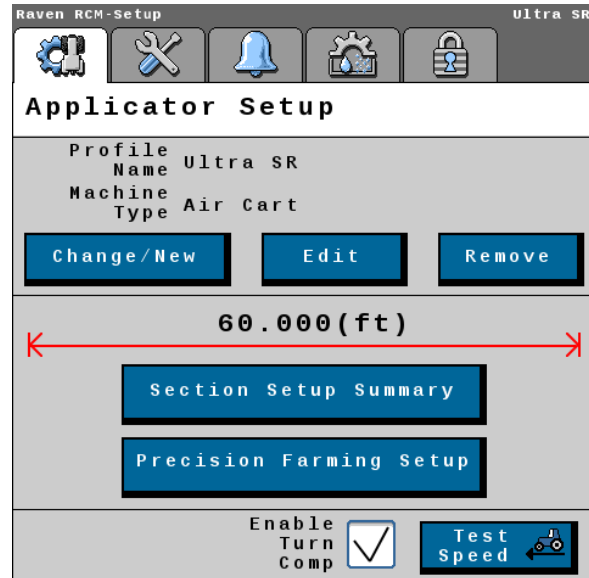 Raven RCM-Setup Ultra SR
Applicator Setup
Profile Name Ultra SR
Machine Type Air Cart
Change/New Edit Remove
60.000(ft)
Section Setup Summary
Precision Farming Setup
Enable Turn Comp
Test Speed